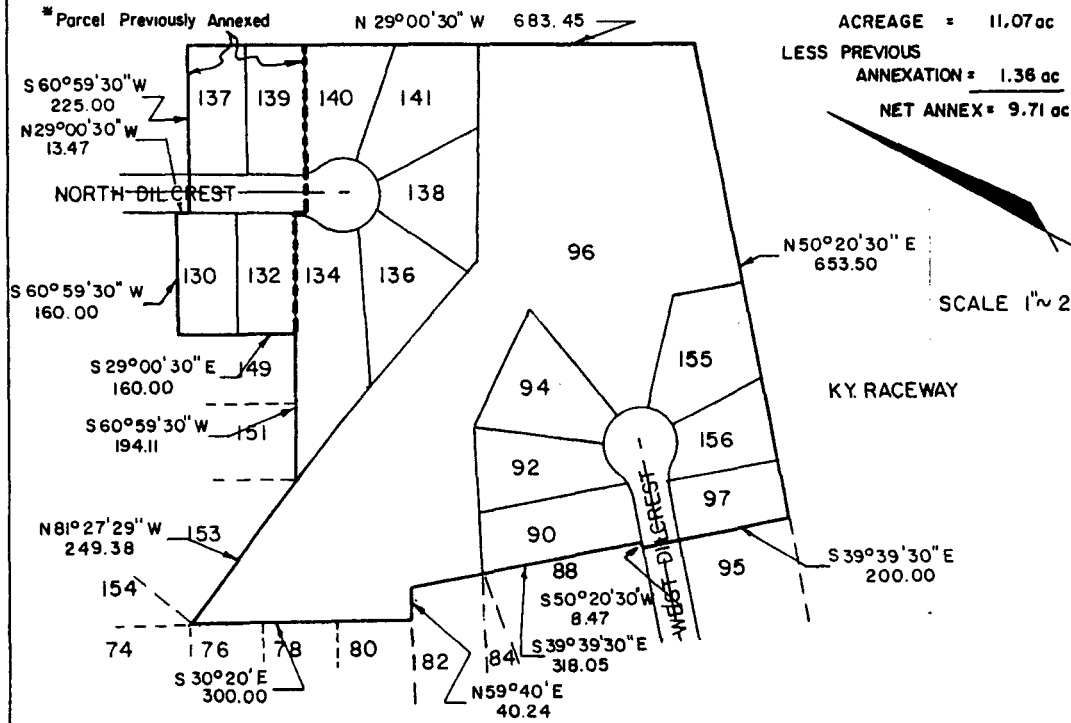 * Parcel Previously Annexed
N 29°00'30" W 683.45
ACREAGE = 11.07 ac
LESS PREVIOUS
ANNEXATION = 1.36 ac
NET ANNEX = 9.71 ac
S 60°59'30" W
225.00
N 29°00'30" W
13.47
137
139
140
141
NORTH DILCREST
138
130
132
134
136
96
S 60°59'30" W
160.00
N 50°20'30" E
653.50
SCALE 1"~ 2
S 29°00'30" E
160.00
149
S 60°59'30" W
194.11
151
94
155
KY. RACEWAY
92
156
90
97
WEST DILCREST
N 81°27'29" W
249.38
153
154
88
95
S 39°39'30" E
200.00
S 50°20'30" W
8.47
74
76
78
80
82
84
S 39°39'30" E
318.05
S 30°20' E
300.00
N 59°40' E
40.24